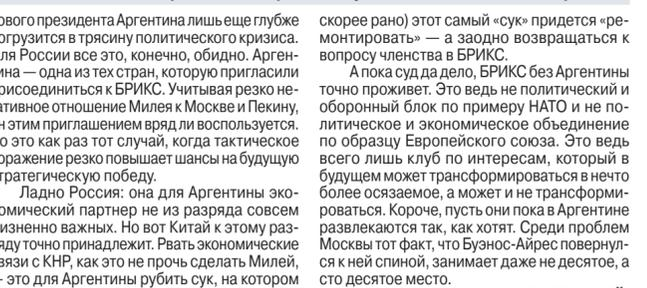 ового президента Аргентина лишь еще глубже
огрузится в трясину политического кризиса.
ля России все это, конечно, обидно. Арген-
ина — одна из тех стран, которую пригласили
рисоединиться к БРИКС. Учитывая резко не-
ативное отношение Милея к Москве и Пекину,
н этим приглашением вряд ли воспользуется.
о это как раз тот случай, когда тактическое
оражение резко повышает шансы на будущую
тратегическую победу.
Ладно Россия: она для Аргентины эко-
омический партнер не из разряда совсем
изненно важных. Но вот Китай к этому раз-
яду точно принадлежит. Рвать экономические
вязи с КНР, как это не прочь сделать Милей,
- это для Аргентины рубить сук, на котором
скорее рано) этот самый «сук» придется «ре-
монтировать» — а заодно возвращаться к
вопросу членства в БРИКС.
А пока суд да дело, БРИКС без Аргентины
точно проживет. Это ведь не политический и
оборонный блок по примеру НАТО и не по-
литическое и экономическое объединение
по образцу Европейского союза. Это ведь
всего лишь клуб по интересам, который в
будущем может трансформироваться в нечто
более осязаемое, а может и не трансформи-
роваться. Короче, пусть они пока в Аргентине
развлекаются так, как хотят. Среди проблем
Москвы тот факт, что Буэнос-Айрес повернул-
ся к ней спиной, занимает даже не десятое, а
сто десятое место.